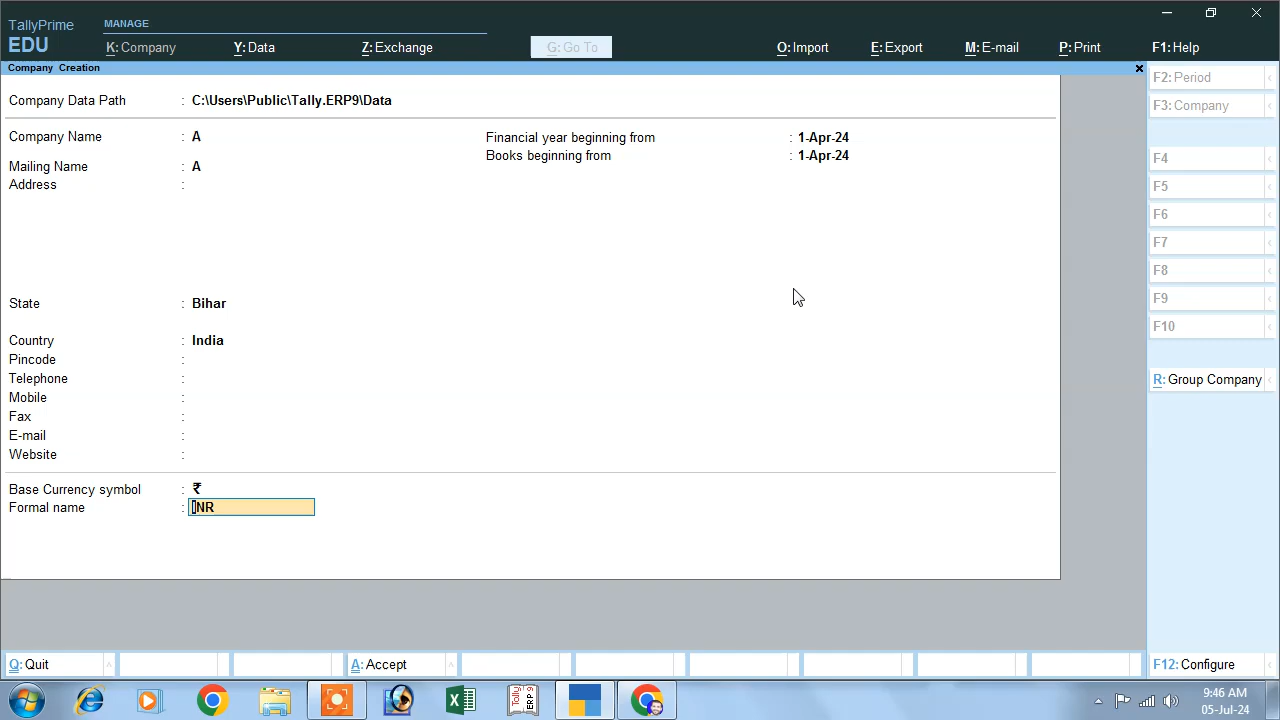 TallyPrime
EDU
MANAGE
K: Company
Y: Data
Z: Exchange
G: Go To
O: Import
E: Export
M: E-mail
P: Print
F1: Help
Company Creation
Company Data Path : C:\Users\Public\Tally.ERP9\Data
Company Name : A
Financial year beginning from : 1-Apr-24
Books beginning from : 1-Apr-24
Mailing Name : A
Address :
State : Bihar
Country : India
Pincode :
Telephone :
Mobile :
Fax :
E-mail :
Website :
Base Currency symbol : ₹
Formal name : INR
F2: Period
F3: Company
F4
F5
F6
F7
F8
F9
F10
R: Group Company
Q: Quit
A: Accept
F12: Configure
Tally
ERP 9
9:46 AM
05-Jul-24